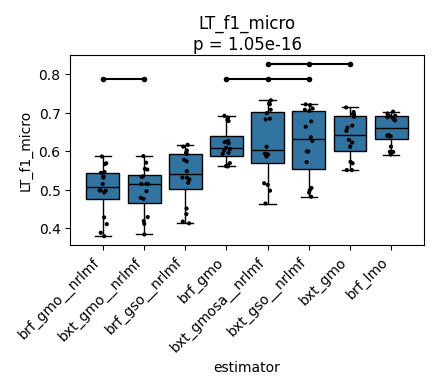 LT_f1_micro
p = 1.05e-16
LT_f1_micro
0.8
0.7
0.6
0.5
0.4
brf_gmo__nrlmf
bxt_gmo__nrlmf
brf_gso__nrlmf
brf_gmo
bxt_gmosa__nrlmf
bxt_gso__nrlmf
bxt_gmo
brf_lmo
estimator